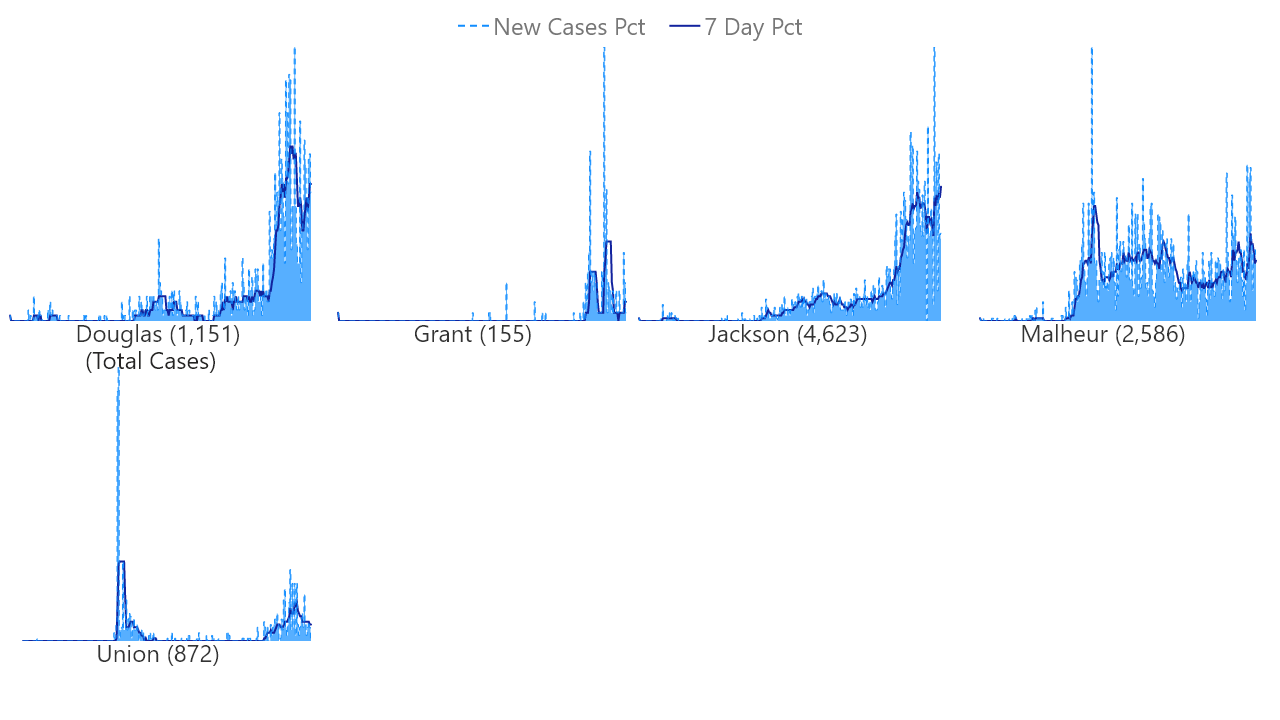 New Cases Pct 7 Day Pct
Douglas (1,151)
(Total Cases)
Grant (155)
Jackson (4,623)
Malheur (2,586)
Union (872)